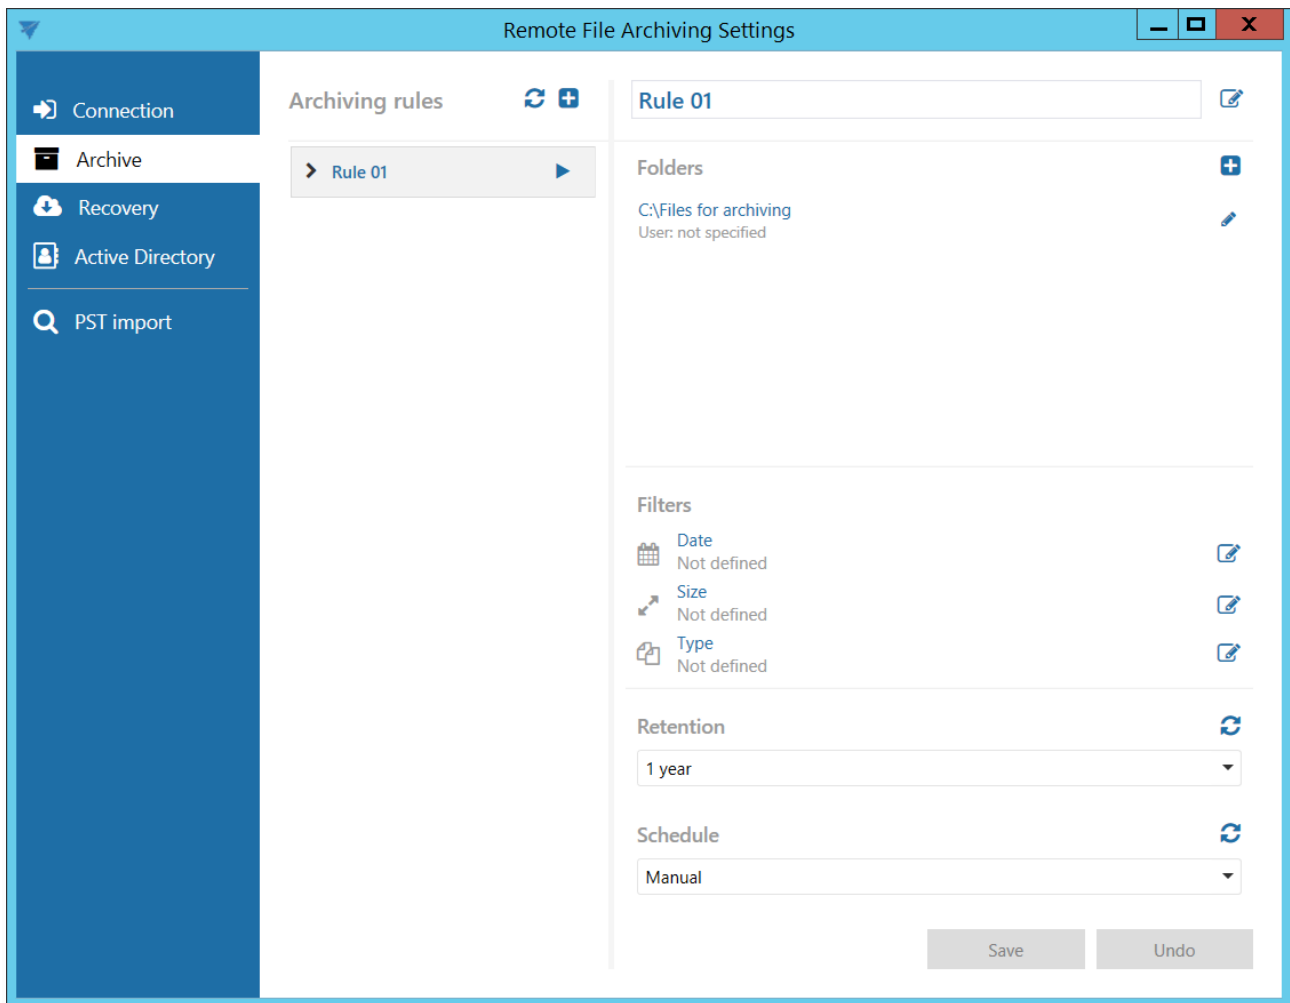 Remote File Archiving Settings
Connection
Archive
Recovery
Active Directory
PST import
Archiving rules
Rule 01
Rule 01
Folders
C:\Files for archiving
User: not specified
Filters
Date
Not defined
Size
Not defined
Type
Not defined
Retention
1 year
Schedule
Manual
Save
Undo